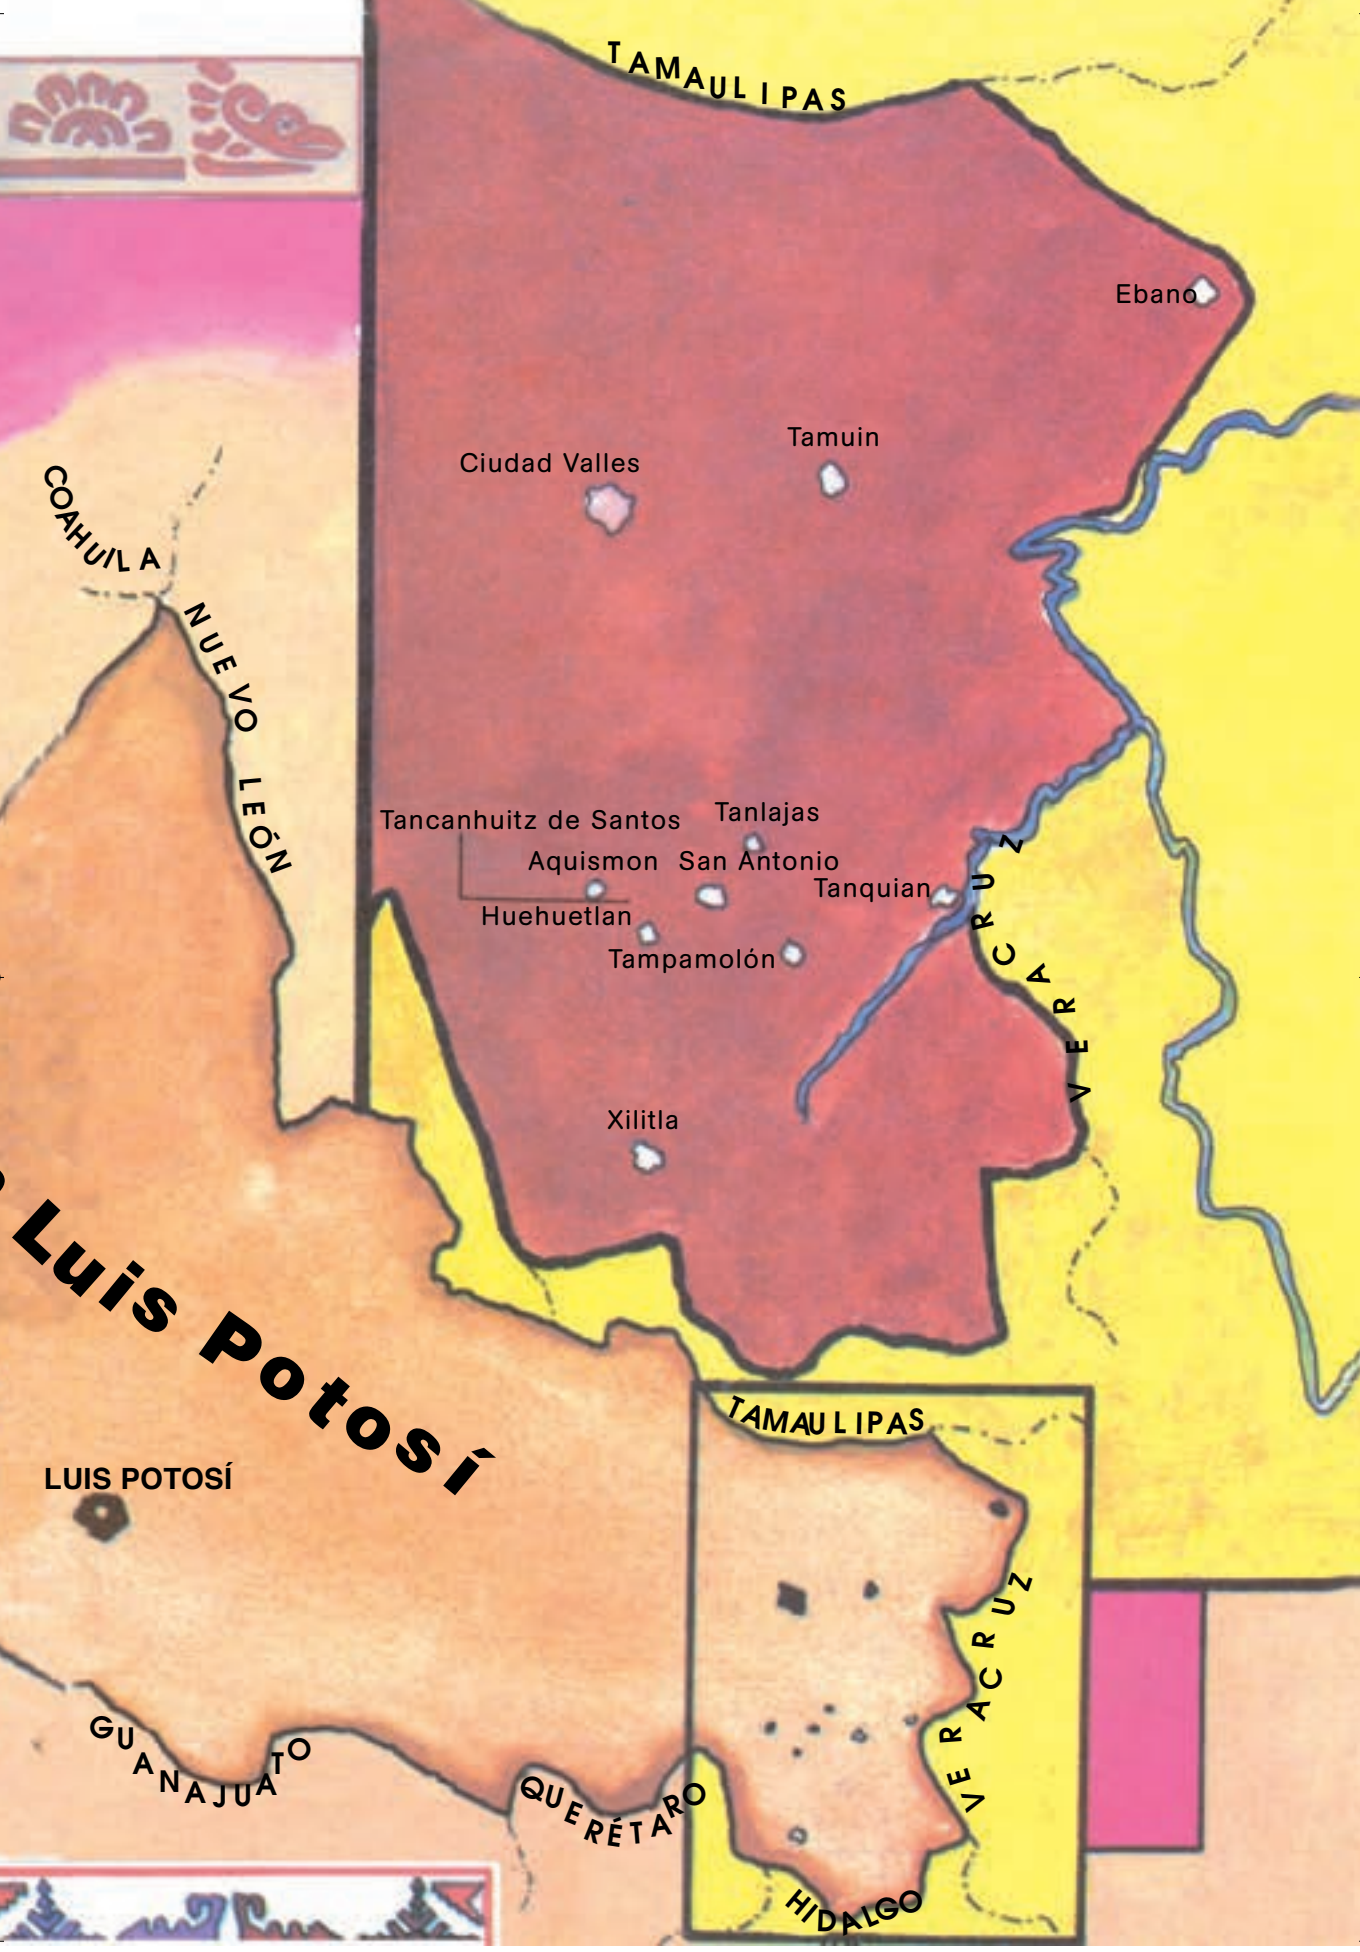 TAMAULIPAS
Ebano
Tamuin
Ciudad Valles
COAHUILA
NUEVO LEÓN
Tancanhuitz de Santos
Tanlajas
Aquismon
San Antonio
Tanquian
Huehuetlan
Tampamolón
VERACRUZ
Xilitla
Luis Potosí
TAMAULIPAS
LUIS POTOSÍ
VERACRUZ
GUANAJUATO
QUERÉTARO
HIDALGO